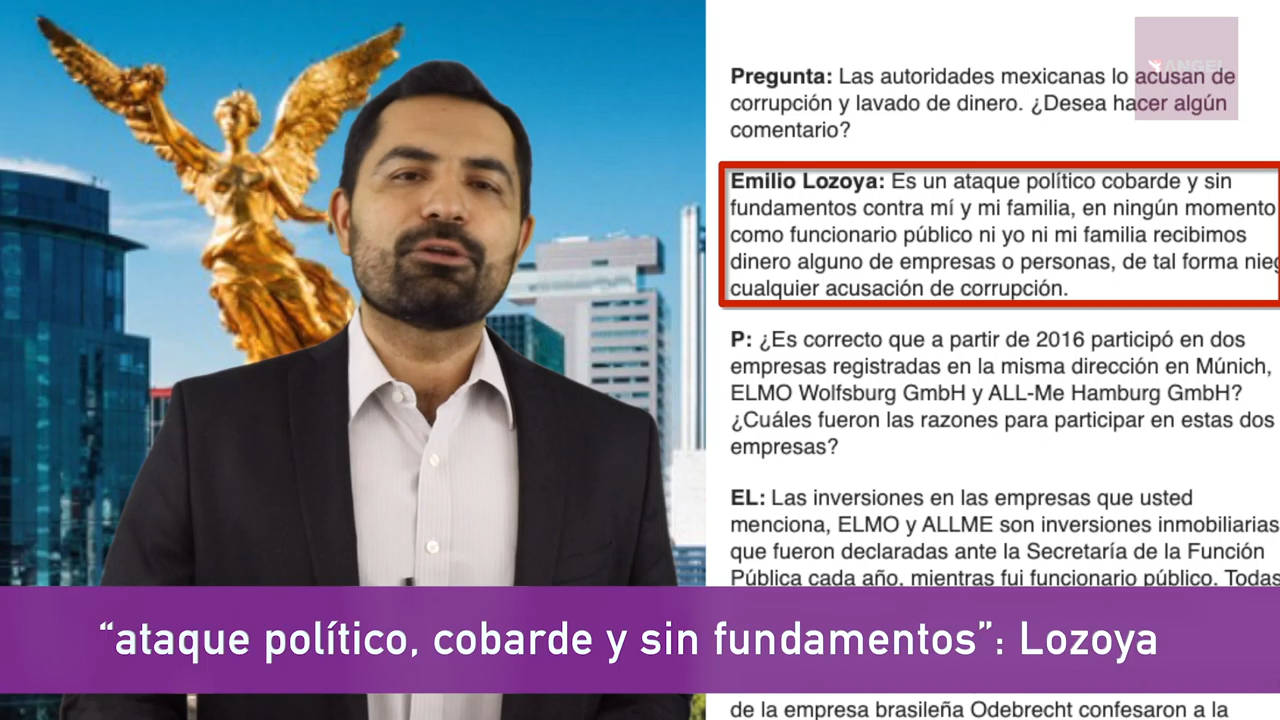 ANGEL
Pregunta: Las autoridades mexicanas lo acusan de
corrupción y lavado de dinero. ¿Desea hacer algún
comentario?
Emilio Lozoya: Es un ataque político cobarde y sin
fundamentos contra mí y mi familia, en ningún momento
como funcionario público ni yo ni mi familia recibimos
dinero alguno de empresas o personas, de tal forma nieg
cualquier acusación de corrupción.
P: ¿Es correcto que a partir de 2016 participó en dos
empresas registradas en la misma dirección en Múnich,
ELMO Wolfsburg GmbH y ALL-Me Hamburg GmbH?
¿Cuáles fueron las razones para participar en estas dos
empresas?
EL: Las inversiones en las empresas que usted
menciona, ELMO y ALLME son inversiones inmobiliarias
que fueron declaradas ante la Secretaría de la Función
Pública cada año, mientras fui funcionario público. Todas
“ataque político, cobarde y sin fundamentos”: Lozoya
de la empresa brasileña Odebrecht confesaron a la